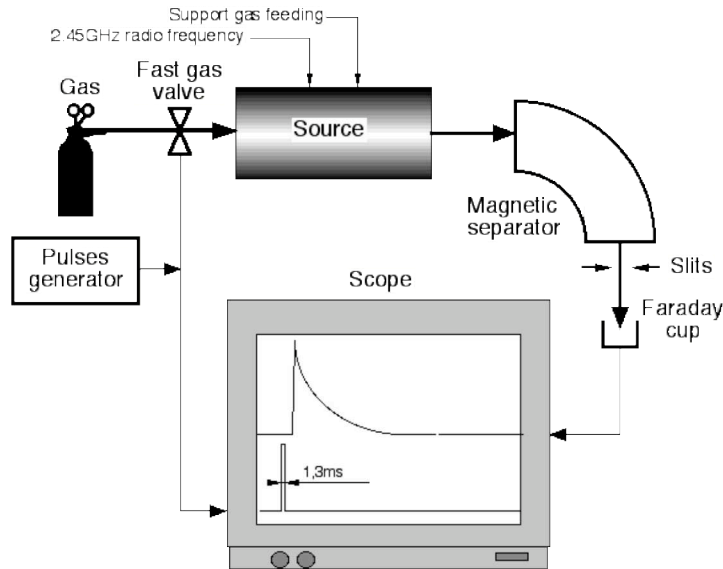 Support gas feeding
2.45GHz radio frequency
Fast gas
valve
Gas
Source
Magnetic
separator
Pulses
generator
Slits
Scope
Faraday
cup
1,3ms